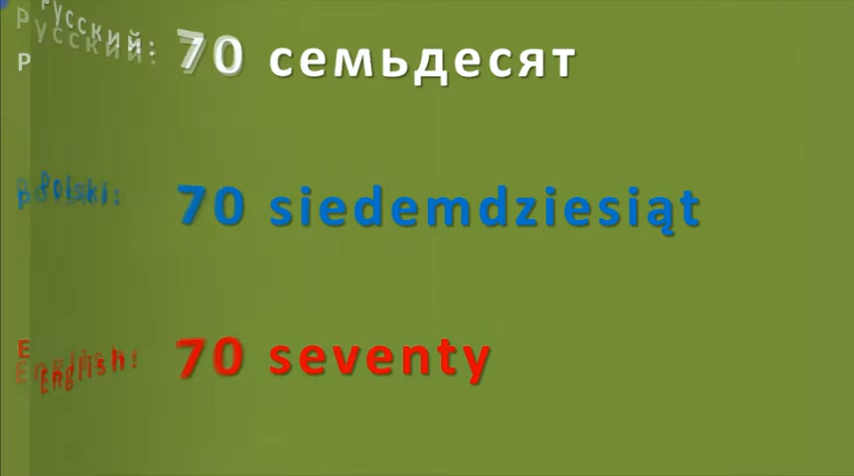 Русский: 70 семьдесят
Polski: 70 siedemdziesiąt
English: 70 seventy